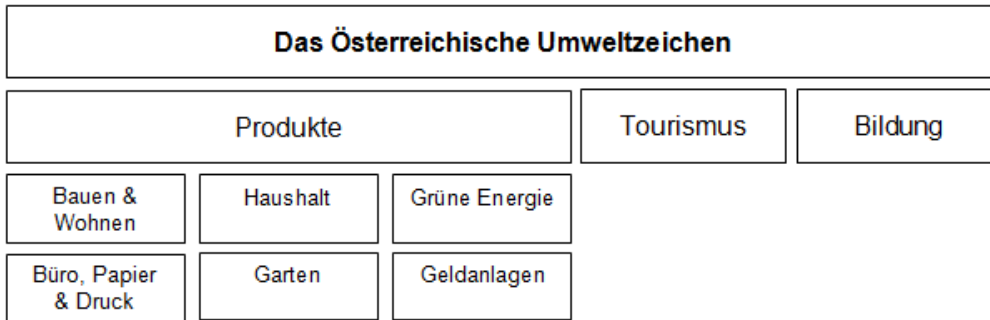 Das Österreichische Umweltzeichen
Produkte
Tourismus
Bildung
Bauen &
Wohnen
Haushalt
Grüne Energie
Büro, Papier
& Druck
Garten
Geldanlagen